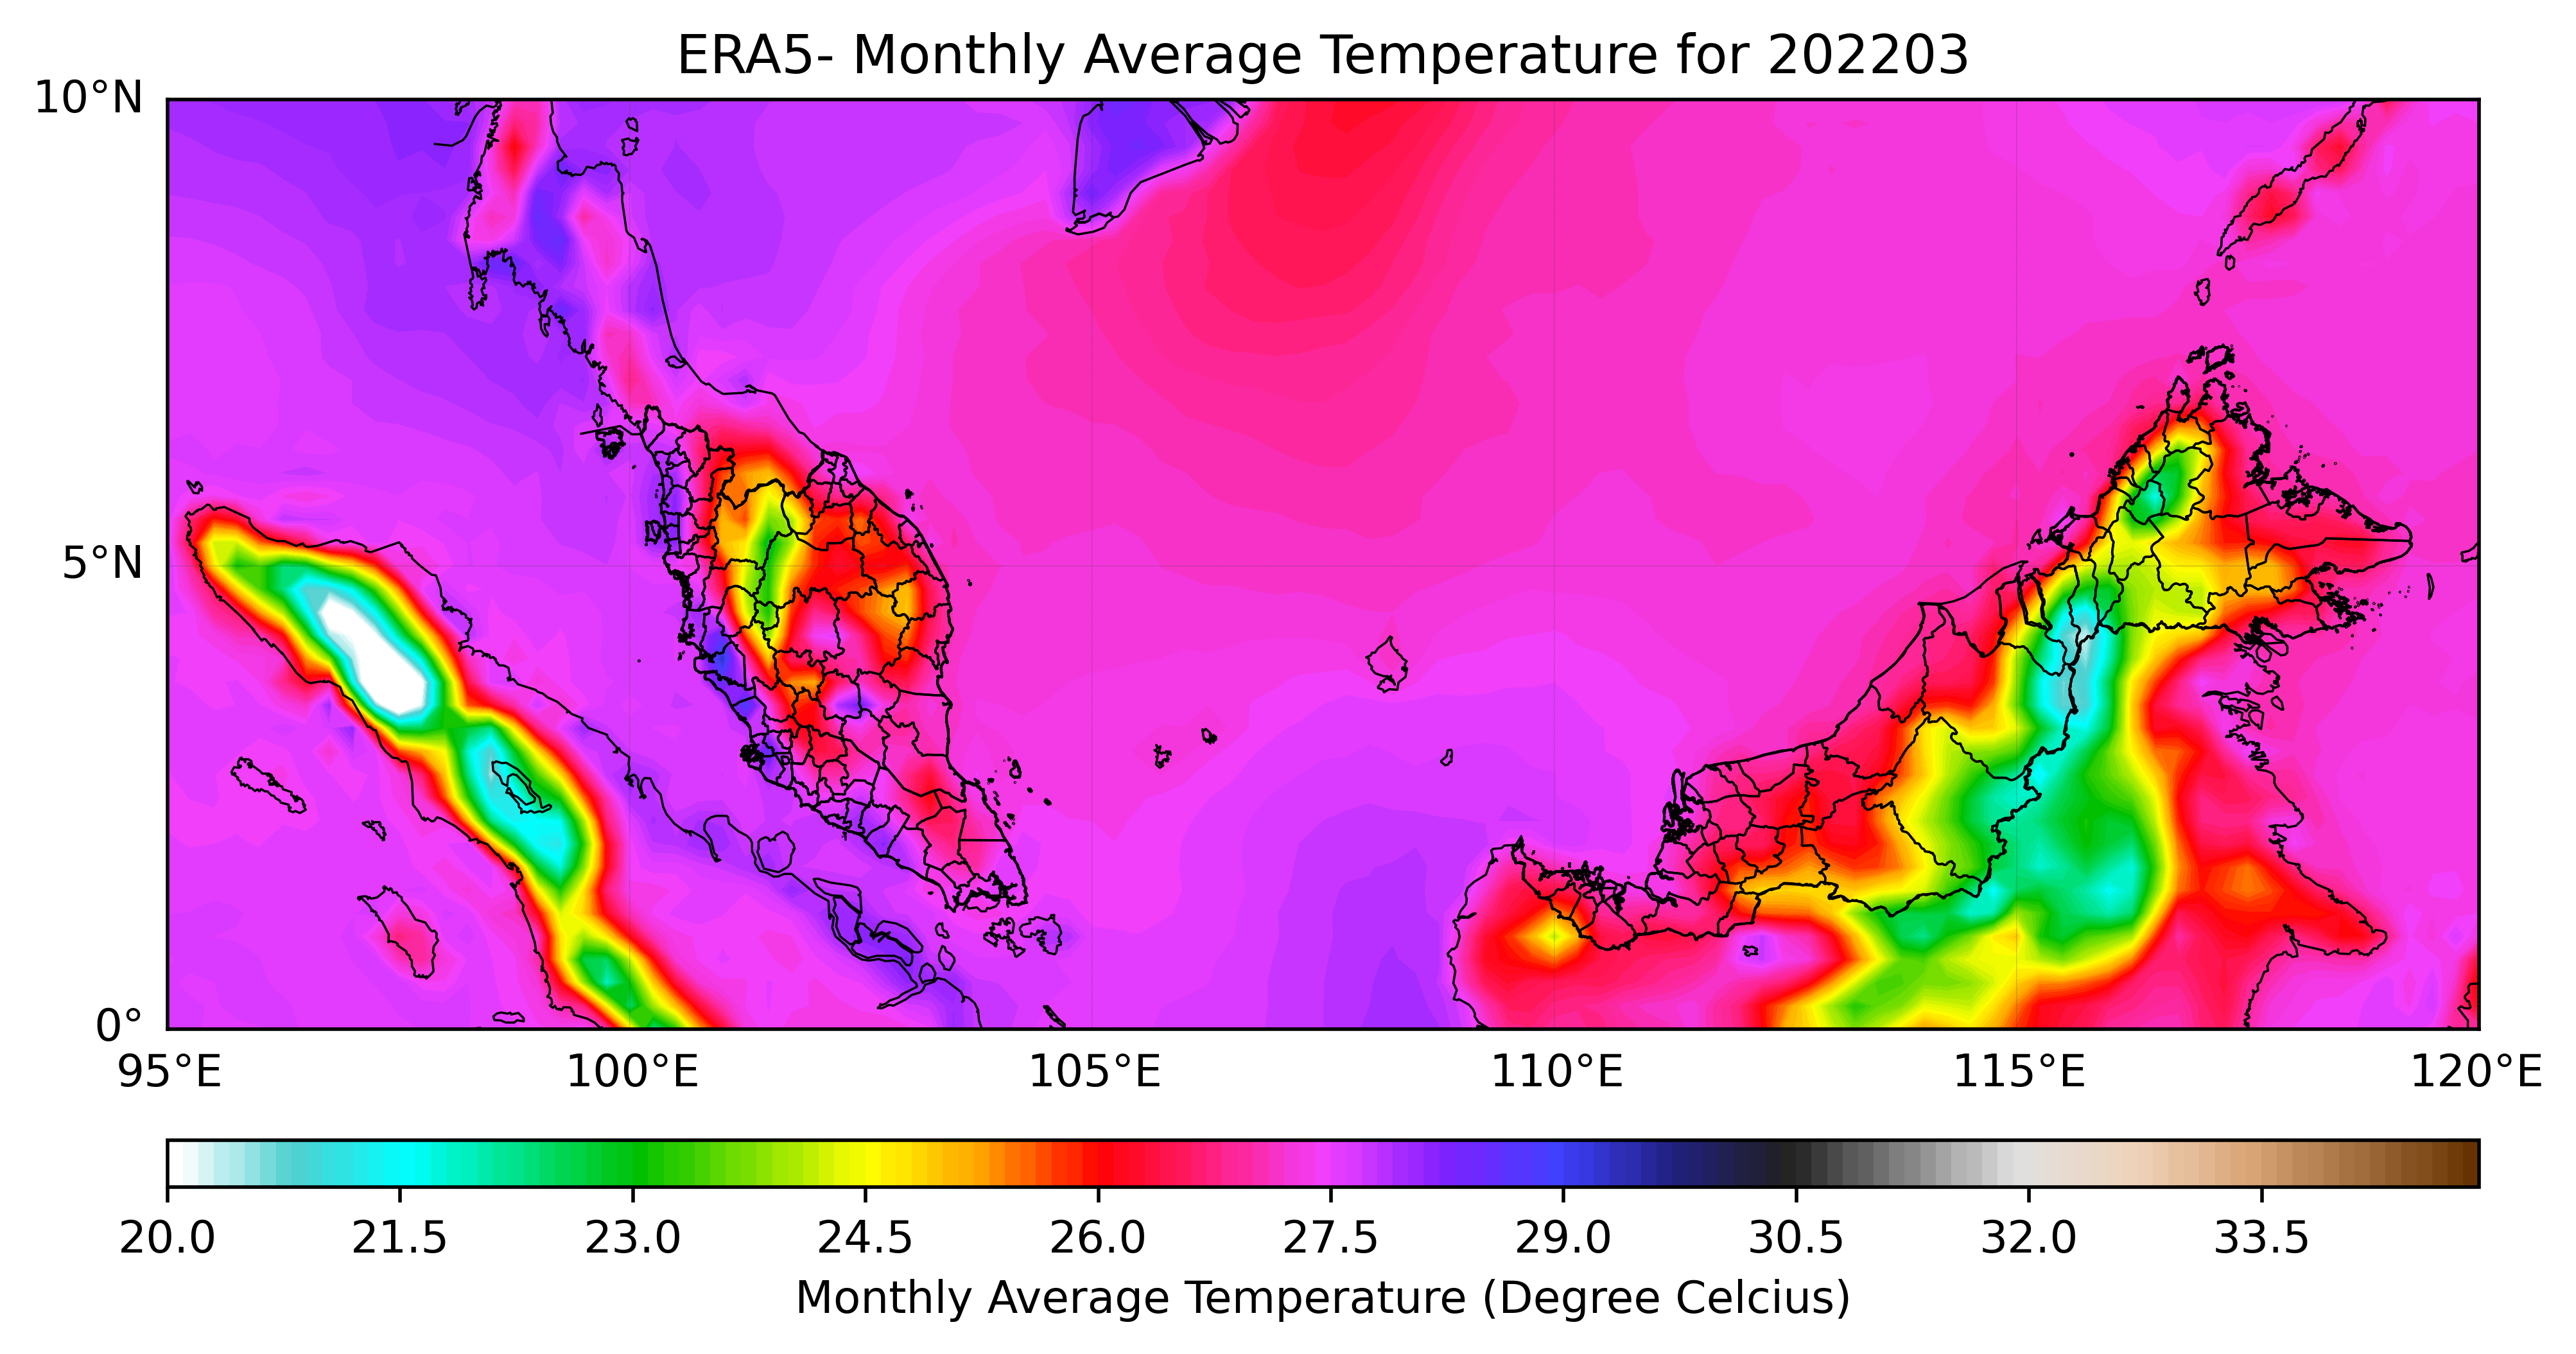 ERA5- Monthly Average Temperature for 202203
10°N
5°N
0°
95°E 100°E 105°E 110°E 115°E 120°E
20.0 21.5 23.0 24.5 26.0 27.5 29.0 30.5 32.0 33.5
Monthly Average Temperature (Degree Celcius)